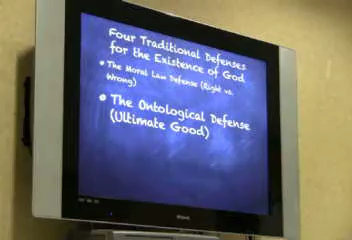 Four Traditional Defenses
for the Existence of God
• The Moral Law Defense (Right vs.
Wrong)
• The Ontological Defense
(Ultimate Good)